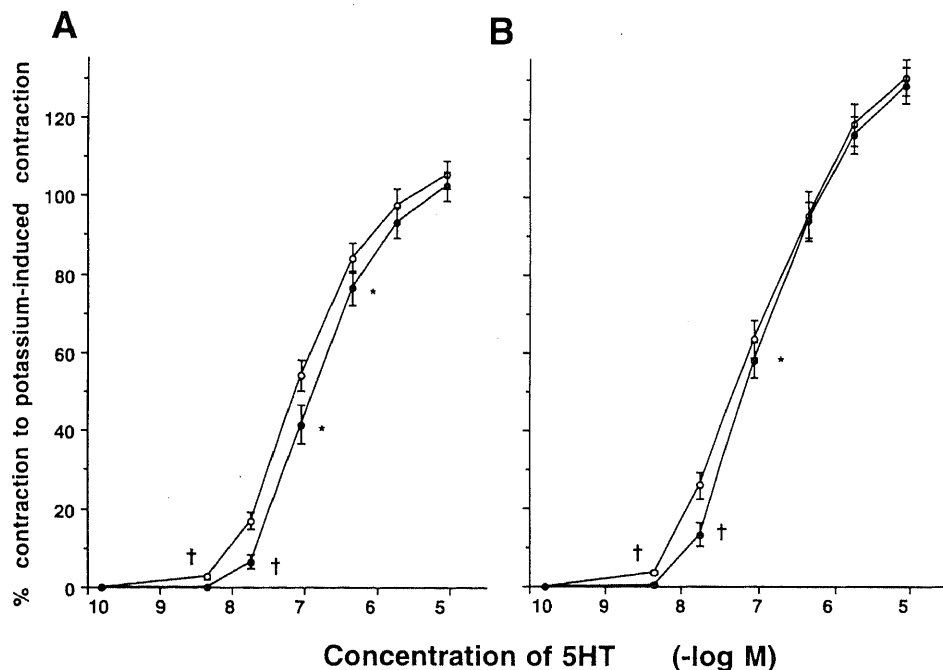 A
B
% contraction to potassium-induced contraction
120
100
80
60
40
20
0
†
†
*
*
†
†
*
10 9 8 7 6 5
10 9 8 7 6 5
Concentration of 5HT (-log M)